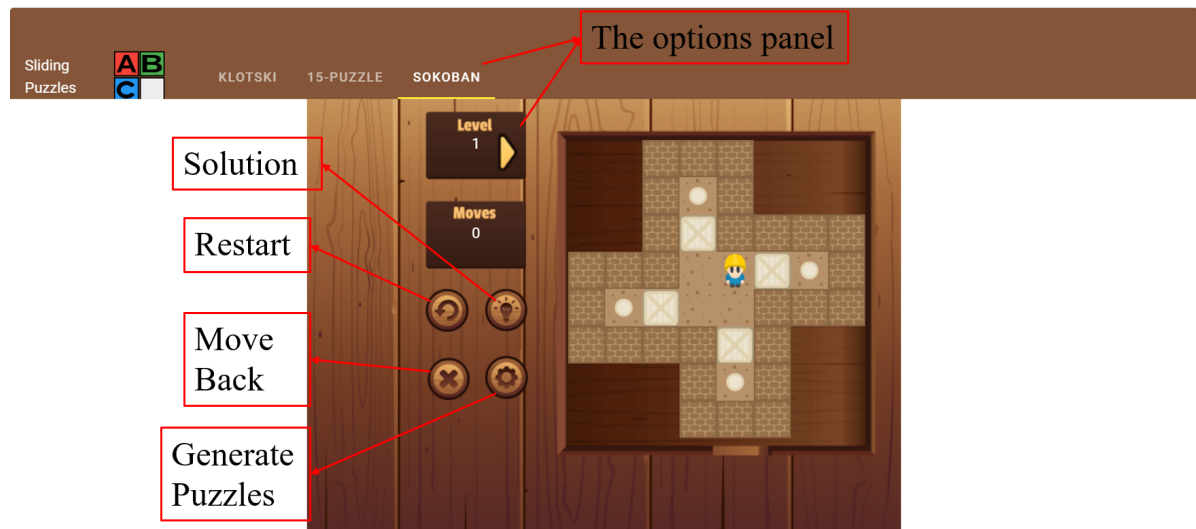 The options panel
Sliding
Puzzles
A B
C
KLOTSKI 15-PUZZLE SOKOBAN
Level
1
Solution
Moves
0
Restart
Move
Back
Generate
Puzzles